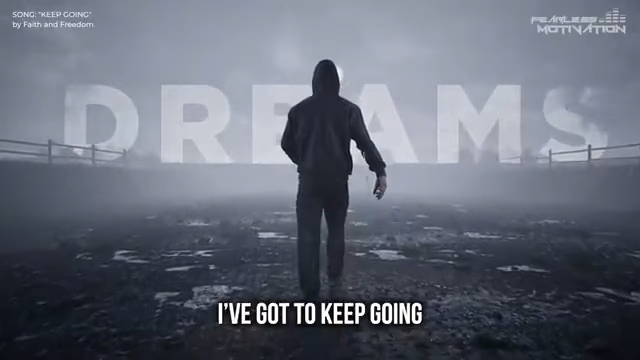 SONG: "KEEP GOING"
by Faith and Freedom
FEARLESS
MOTIVATION
DREAMS
I'VE GOT TO KEEP GOING